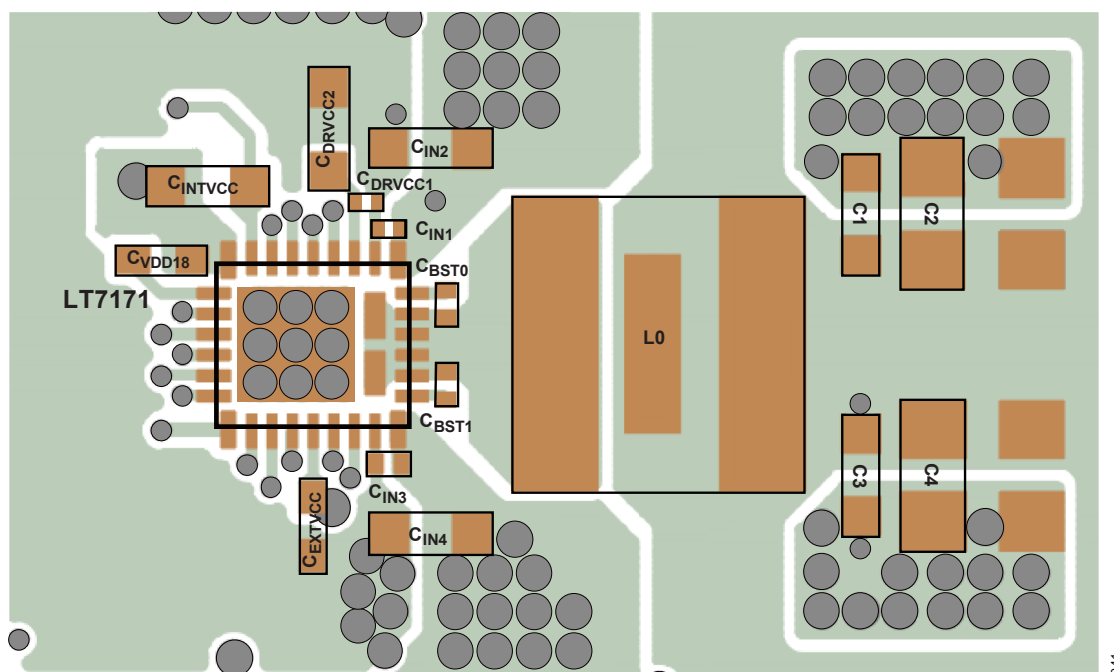 CDRVCC2
CIN2
CINTVCC
CDRVCC1
C1
C2
CIN1
CVDD18
CBST0
LT7171
L0
CBST1
CIN3
C3
C4
CEXTVCC
CIN4